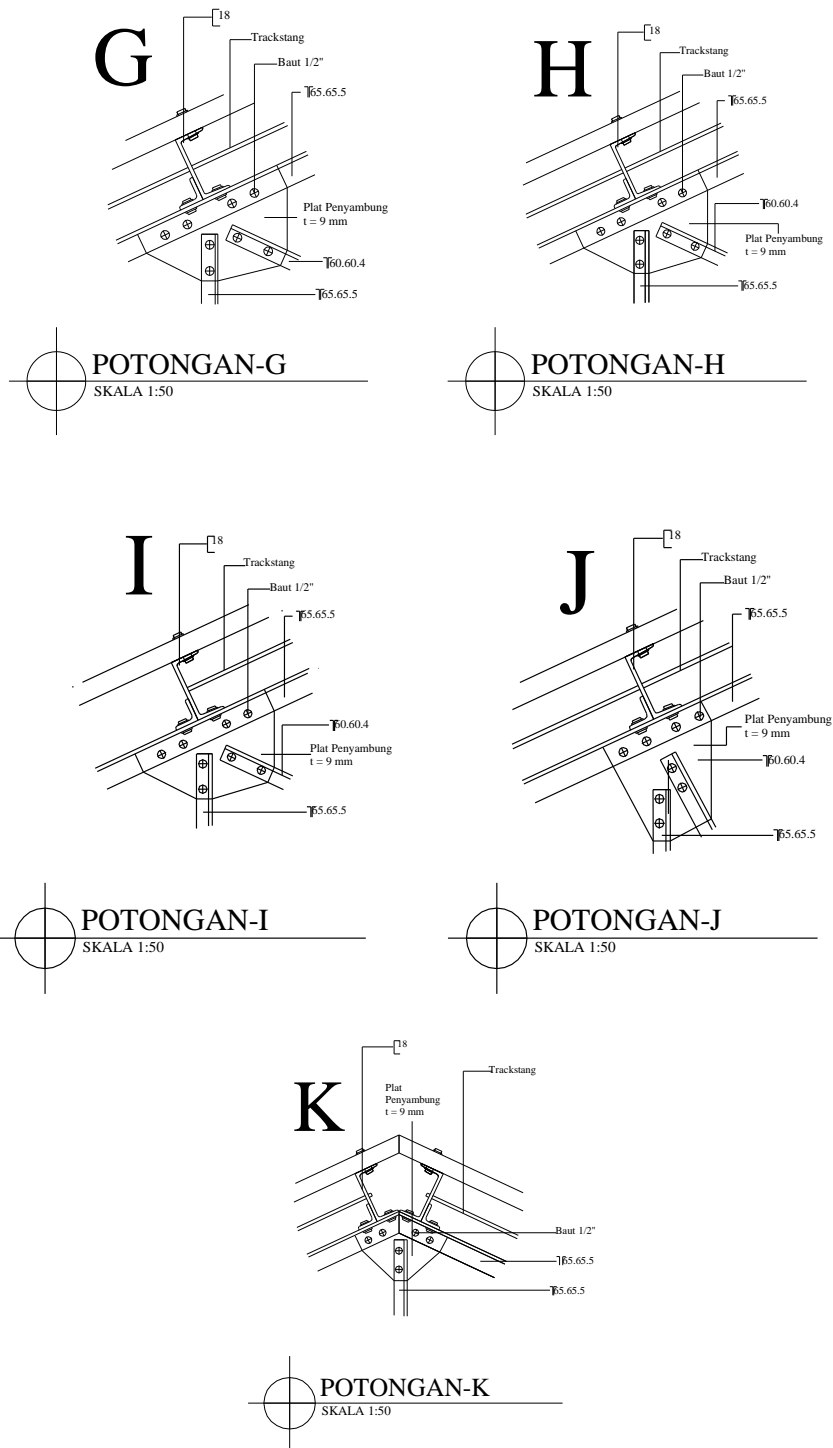 G
18
Trackstang
Baut 1/2"
65.65.5
Plat Penyambung
t = 9 mm
60.60.4
65.65.5
POTONGAN-G
SKALA 1:50
H
18
Trackstang
Baut 1/2"
65.65.5
60.60.4
Plat Penyambung
t = 9 mm
65.65.5
POTONGAN-H
SKALA 1:50
I
18
Trackstang
Baut 1/2"
65.65.5
60.60.4
Plat Penyambung
t = 9 mm
65.65.5
POTONGAN-I
SKALA 1:50
J
18
Trackstang
Baut 1/2"
65.65.5
Plat Penyambung
t = 9 mm
60.60.4
65.65.5
POTONGAN-J
SKALA 1:50
K
18
Trackstang
Plat
Penyambung
t = 9 mm
Baut 1/2"
65.65.5
65.65.5
POTONGAN-K
SKALA 1:50